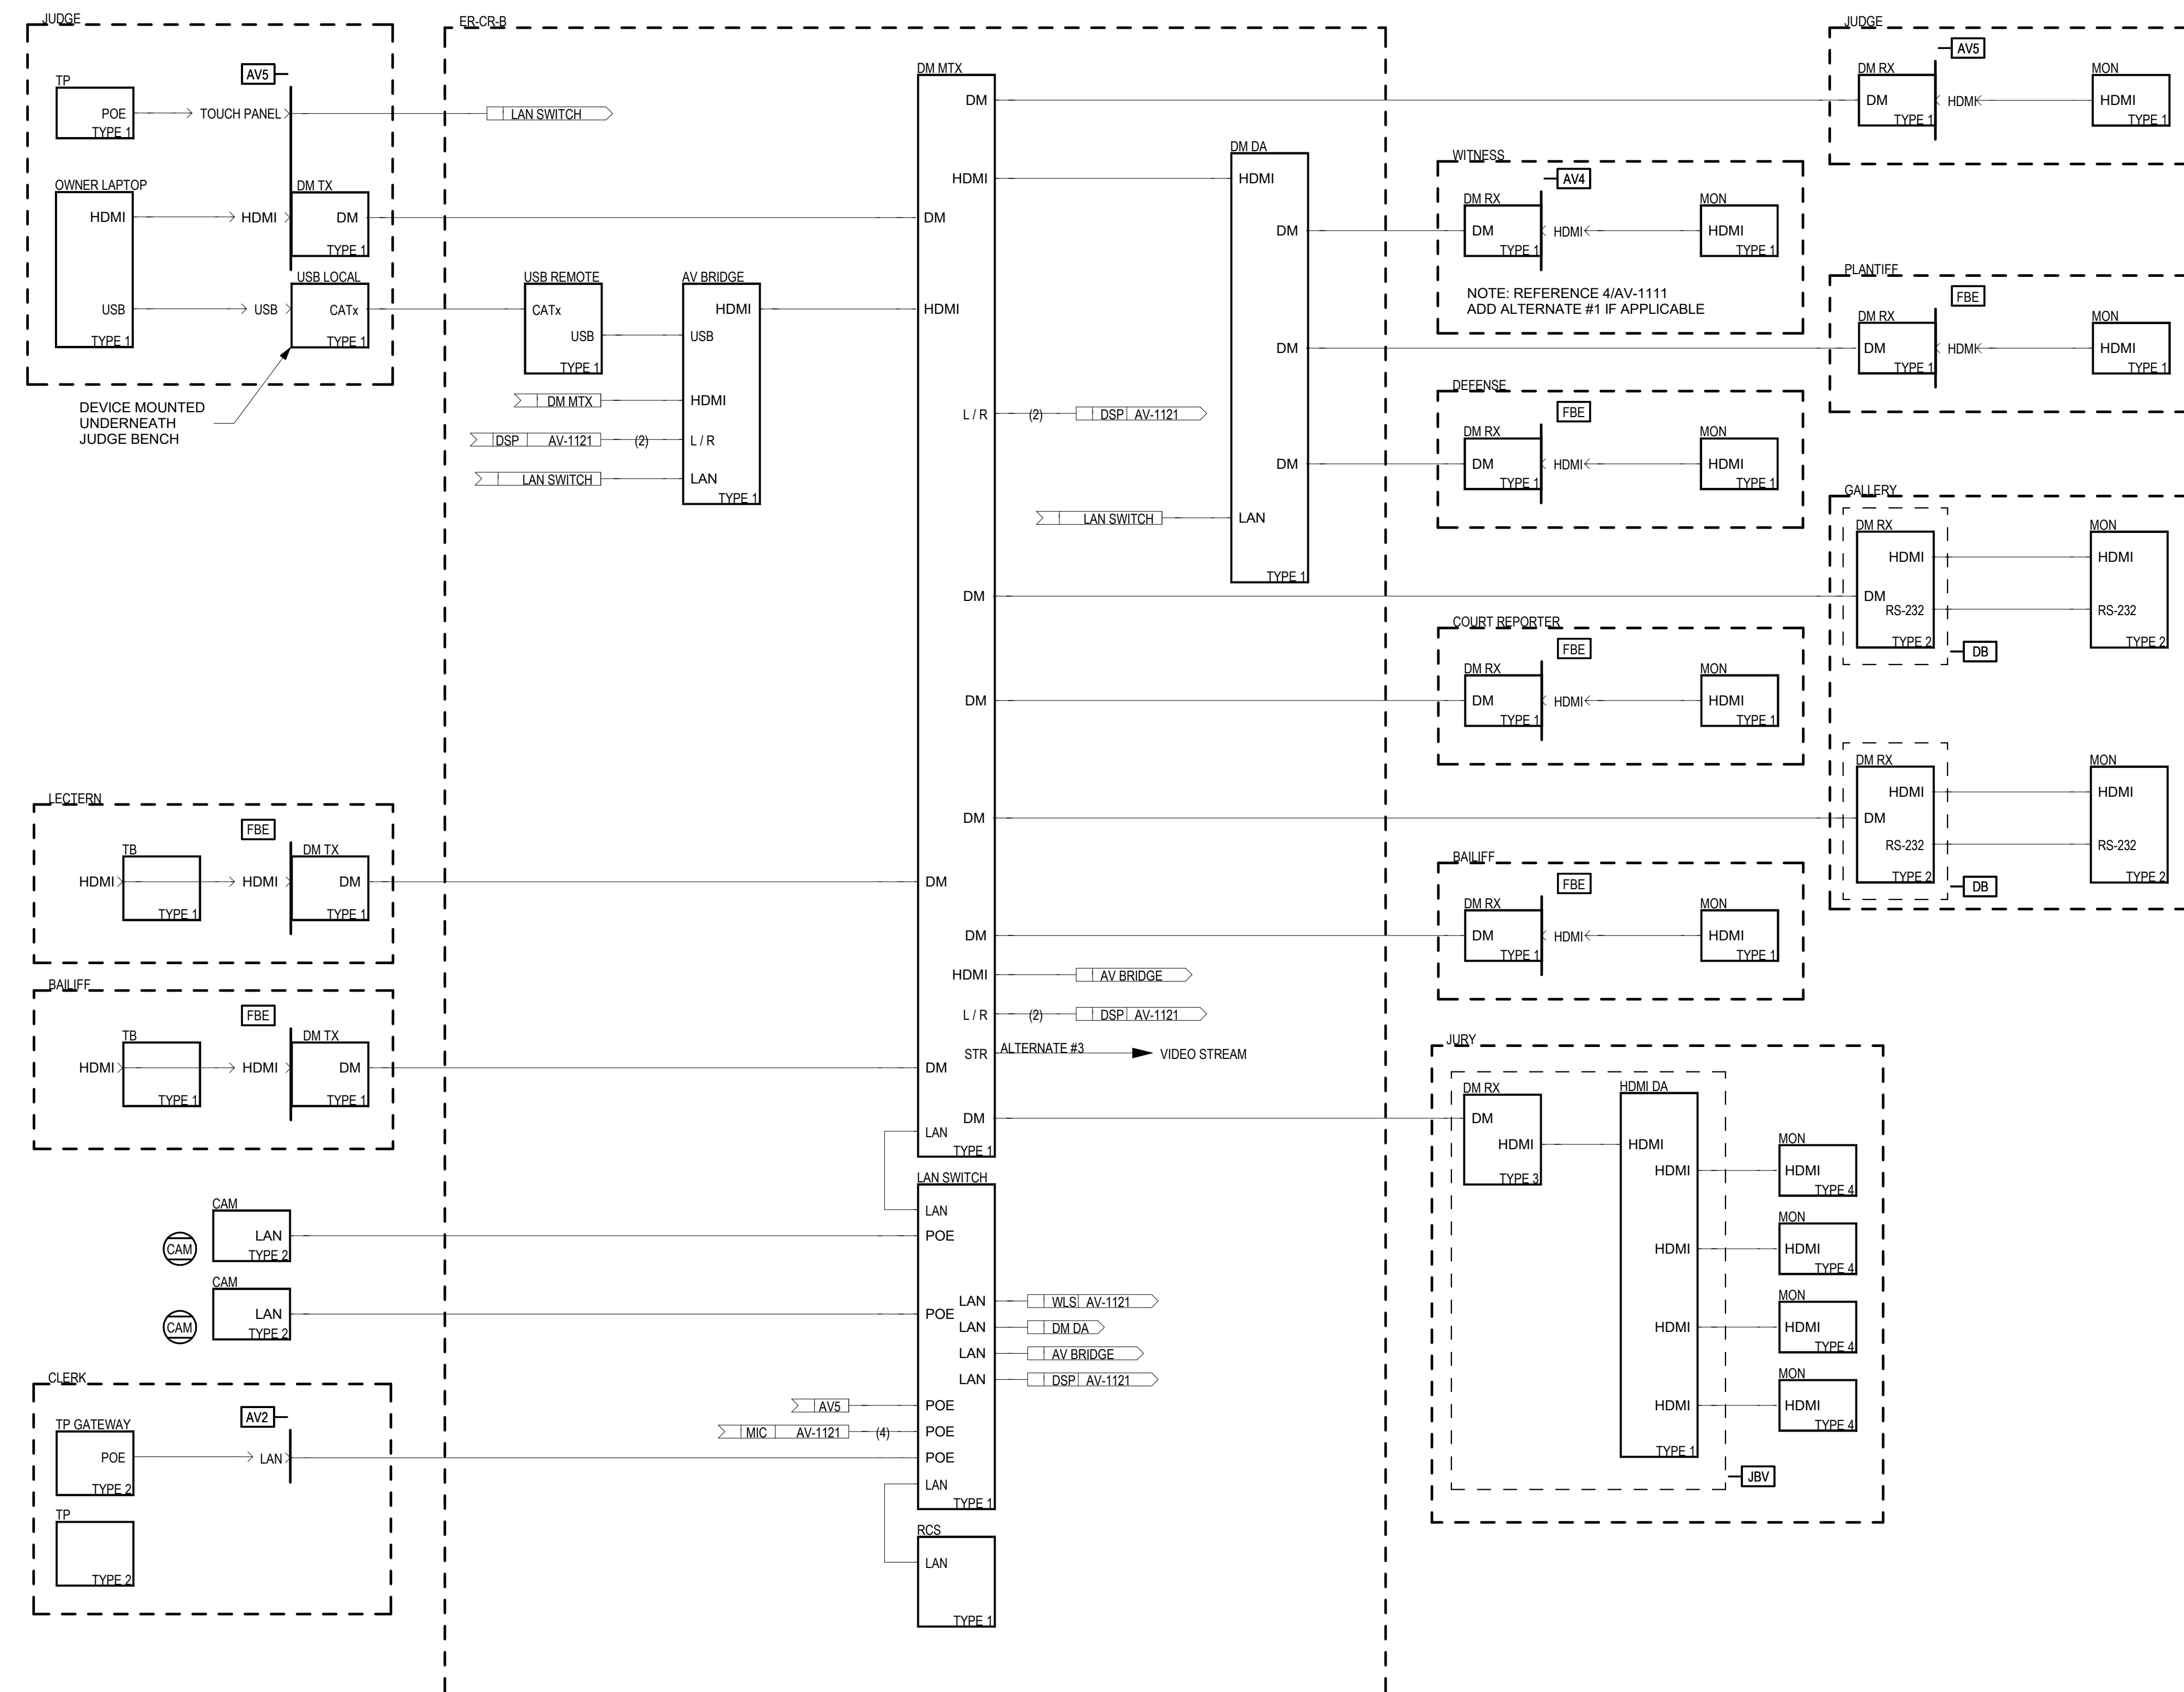 JUDGE
AV5
TP
POE
TOUCH PANEL
TYPE 1
OWNER LAPTOP
HDMI
HDMI
DM TX
DM
TYPE 1
USB
USB
TYPE 1
USB LOCAL
CATx
TYPE 1
DEVICE MOUNTED
UNDERNEATH
JUDGE BENCH
LECTERN
FBE
TB
HDMI
HDMI
TYPE 1
DM TX
DM
TYPE 1
BAILIFF
FBE
TB
HDMI
HDMI
TYPE 1
DM TX
DM
TYPE 1
CAM
CAM
LAN
TYPE 2
CAM
CAM
LAN
TYPE 2
CLERK
AV2
TP GATEWAY
POE
LAN
TYPE 2
TP
TYPE 2
ER-CR-B
LAN SWITCH
USB REMOTE
CATx
USB
TYPE 1
AV BRIDGE
HDMI
USB
DM MTX
HDMI
DSP AV-1121 (2)
L / R
LAN SWITCH
LAN
TYPE 1
DM MTX
DM
HDMI
DM
HDMI
L / R
(2)
DSP AV-1121
DM
DM
DM
DM
DM
HDMI
AV BRIDGE
L / R
(2)
DSP AV-1121
STR
ALTERNATE #3
VIDEO STREAM
DM
DM
LAN
TYPE 1
DM DA
HDMI
DM
DM
DM
LAN SWITCH
LAN
TYPE 1
LAN SWITCH
LAN
POE
LAN
WLS AV-1121
POE
LAN
DM DA
LAN
AV BRIDGE
LAN
DSP AV-1121
AV5
POE
MIC AV-1121 (4)
POE
POE
LAN
TYPE 1
RCS
LAN
TYPE 1
WITNESS
AV4
DM RX
DM
TYPE 1
HDMI
MON
HDMI
TYPE 1
NOTE: REFERENCE 4/AV-1111
ADD ALTERNATE #1 IF APPLICABLE
DEFENSE
FBE
DM RX
DM
TYPE 1
HDMI
MON
HDMI
TYPE 1
COURT REPORTER
FBE
DM RX
DM
TYPE 1
HDMI
MON
HDMI
TYPE 1
BAILIFF
FBE
DM RX
DM
TYPE 1
HDMI
MON
HDMI
TYPE 1
JURY
DM RX
DM
HDMI
TYPE 3
HDMI DA
HDMI
HDMI
HDMI
HDMI
HDMI
TYPE 1
MON
HDMI
TYPE 4
MON
HDMI
TYPE 4
MON
HDMI
TYPE 4
MON
HDMI
TYPE 4
JBV
JUDGE
AV5
DM RX
DM
TYPE 1
HDMI
MON
HDMI
TYPE 1
PLANTIFF
FBE
DM RX
DM
TYPE 1
HDMI
MON
HDMI
TYPE 1
GALLERY
DM RX
HDMI
DM
RS-232
TYPE 2
DB
MON
HDMI
RS-232
TYPE 2
DM RX
HDMI
DM
RS-232
TYPE 2
DB
MON
HDMI
RS-232
TYPE 2